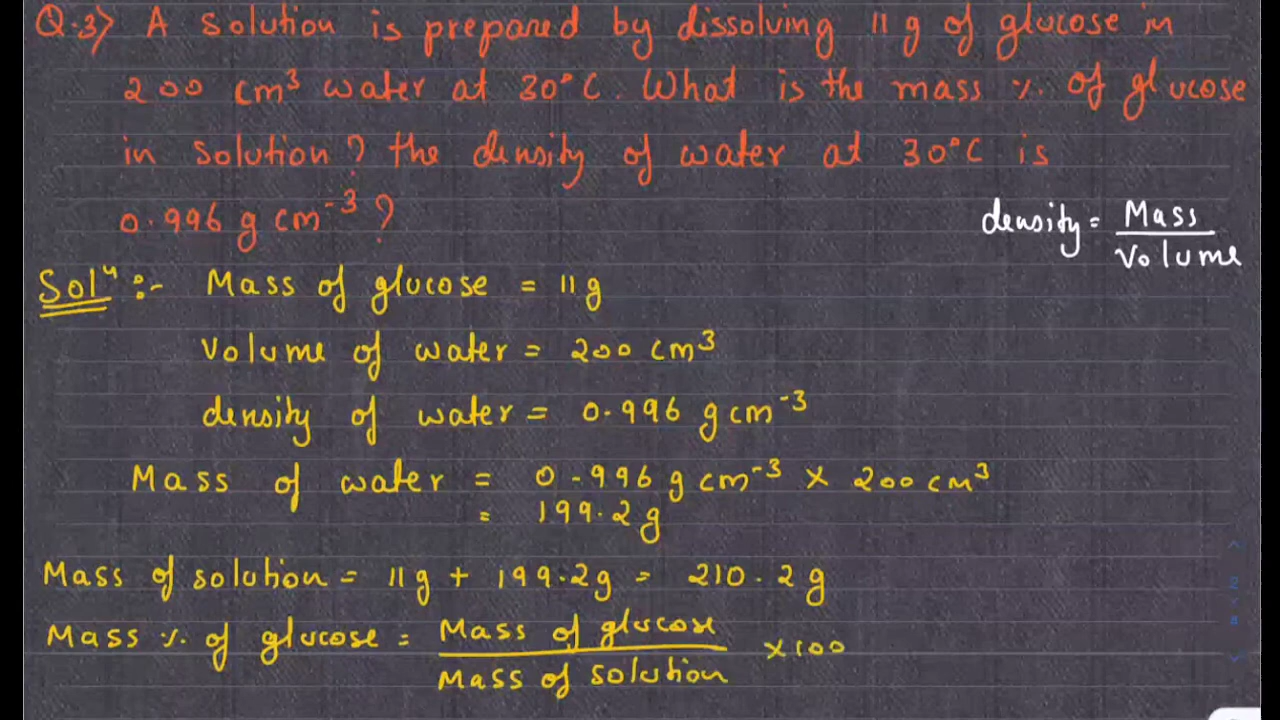 Q.3) A solution is prepared by dissolving 11 g of glucose in
200 cm³ water at 30°C. What is the mass % of glucose
in solution? the density of water at 30°C is
0.996 g cm⁻³ ?
density = Mass / Volume
Solⁿ :- Mass of glucose = 11 g
Volume of water = 200 cm³
density of water = 0.996 g cm⁻³
Mass of water = 0.996 g cm⁻³ × 200 cm³
= 199.2 g
Mass of solution = 11 g + 199.2 g = 210.2 g
Mass % of glucose = Mass of glucose / Mass of solution × 100